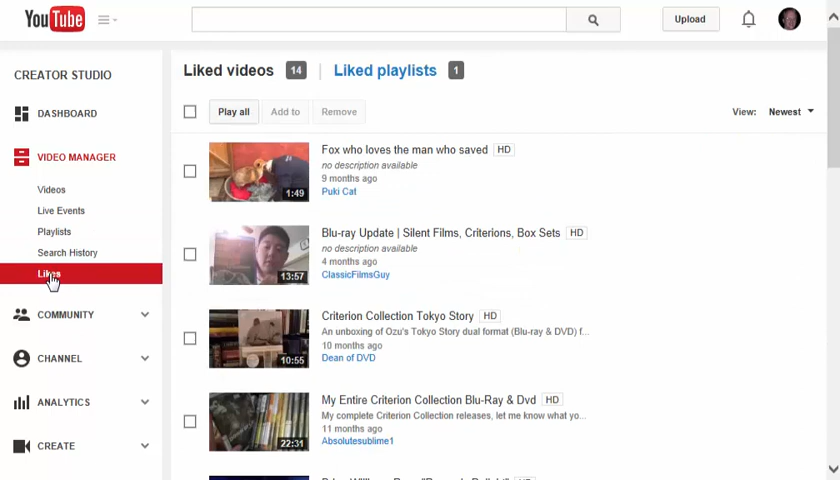 YouTube
Upload
CREATOR STUDIO
DASHBOARD
VIDEO MANAGER
Videos
Live Events
Playlists
Search History
Likes
COMMUNITY
CHANNEL
ANALYTICS
CREATE
Liked videos 14 Liked playlists 1
Play all Add to Remove View: Newest
Fox who loves the man who saved HD
no description available
9 months ago
Puki Cat
1:49
Blu-ray Update | Silent Films, Criterions, Box Sets HD
no description available
4 months ago
ClassicFilmsGuy
13:57
Criterion Collection Tokyo Story HD
An unboxing of Ozu's Tokyo Story dual format (Blu-ray & DVD) f...
10 months ago
Dean of DVD
10:55
My Entire Criterion Collection Blu-Ray & Dvd HD
My complete Criterion Collection releases, let me know what yo...
11 months ago
Absolutesublime1
22:31